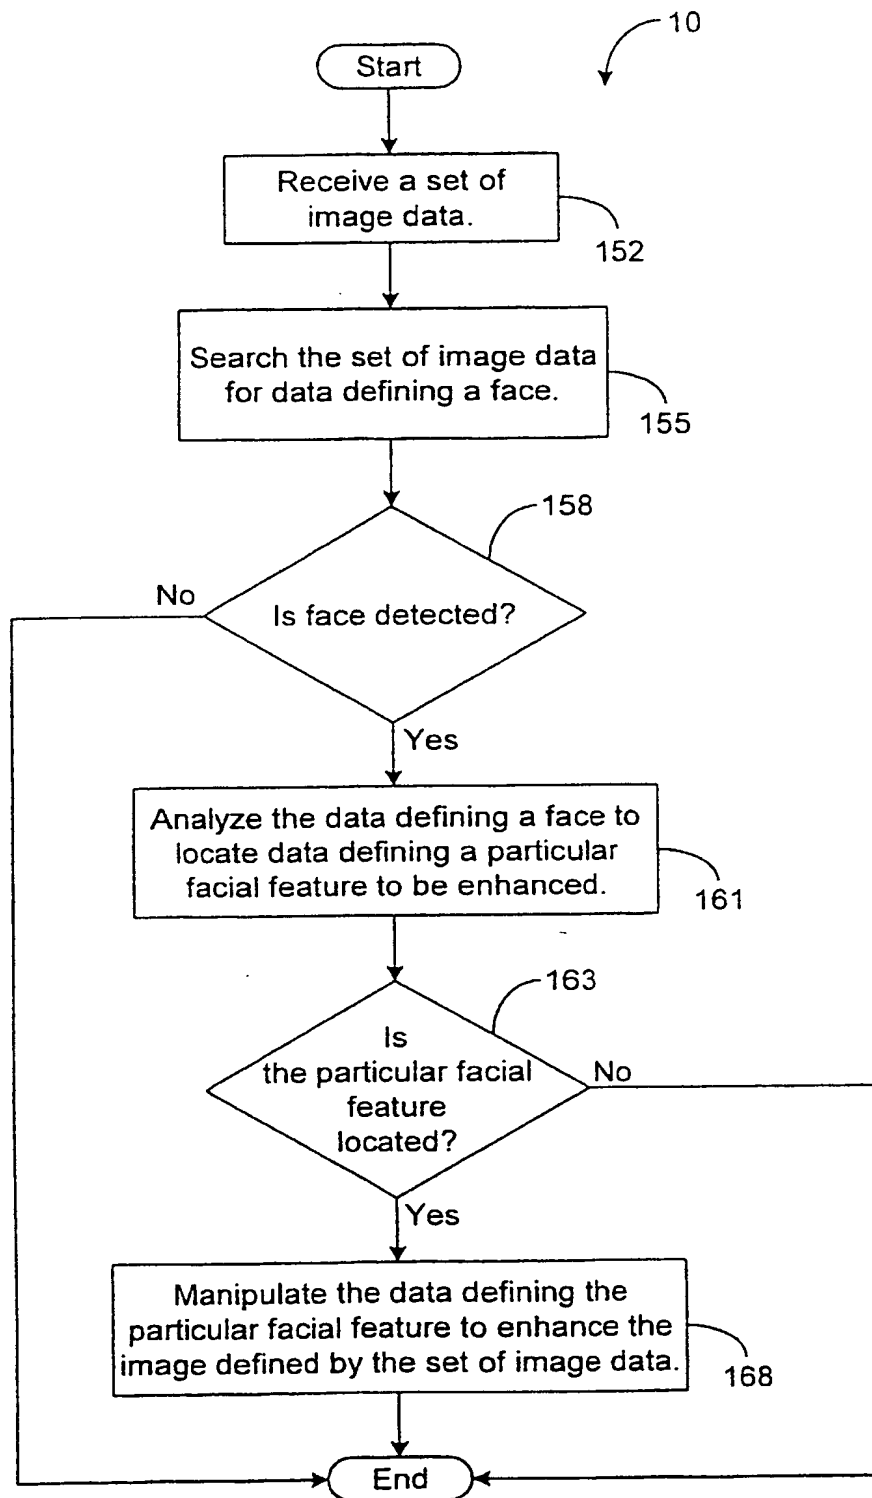 10
Start
Receive a set of
image data.
152
Search the set of image data
for data defining a face.
155
158
No
Is face detected?
Yes
Analyze the data defining a face to
locate data defining a particular
facial feature to be enhanced.
161
163
Is
the particular facial
feature
located?
No
Yes
Manipulate the data defining the
particular facial feature to enhance the
image defined by the set of image data.
168
End